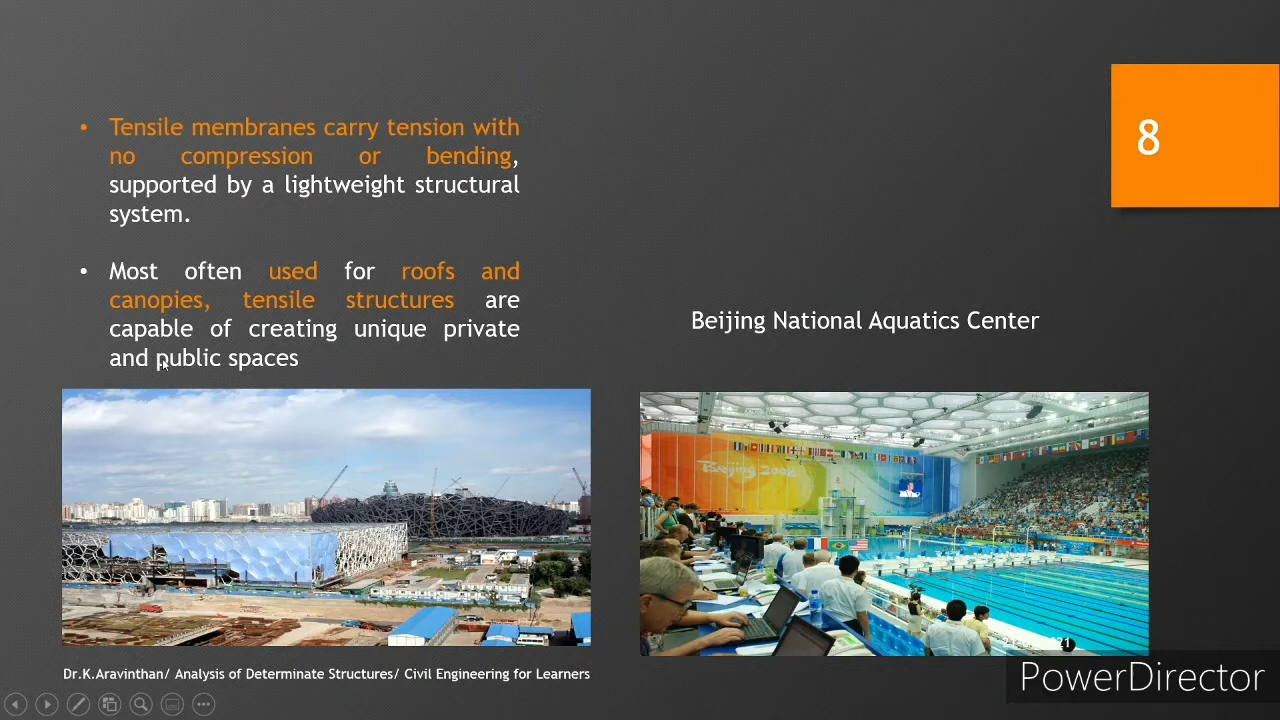 8
• Tensile membranes carry tension with
no compression or bending,
supported by a lightweight structural
system.
• Most often used for roofs and
canopies, tensile structures are
capable of creating unique private
and public spaces
Beijing National Aquatics Center
Beijing 2008
Dr.K.Aravinthan/ Analysis of Determinate Structures/ Civil Engineering for Learners
PowerDirector